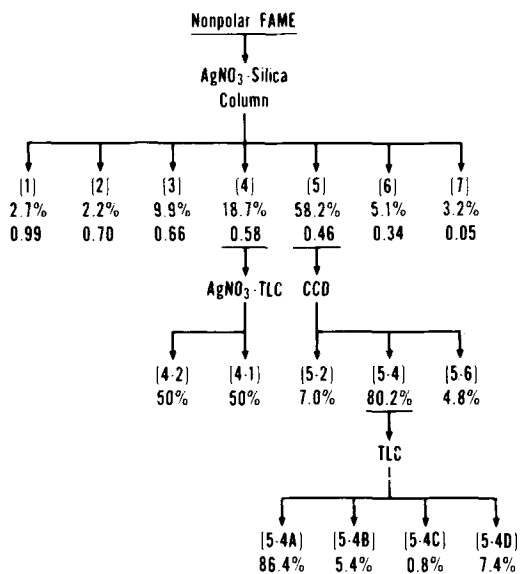 Nonpolar FAME
AgNO3·Silica
Column
(1) (2) (3) (4) (5) (6) (7)
2.7% 2.2% 9.9% 18.7% 58.2% 5.1% 3.2%
0.99 0.70 0.66 0.58 0.46 0.34 0.05
AgNO3·TLC CCD
(4·2) (4·1) (5·2) (5·4) (5·6)
50% 50% 7.0% 80.2% 4.8%
TLC
(5·4A) (5·4B) (5·4C) (5·4D)
86.4% 5.4% 0.8% 7.4%